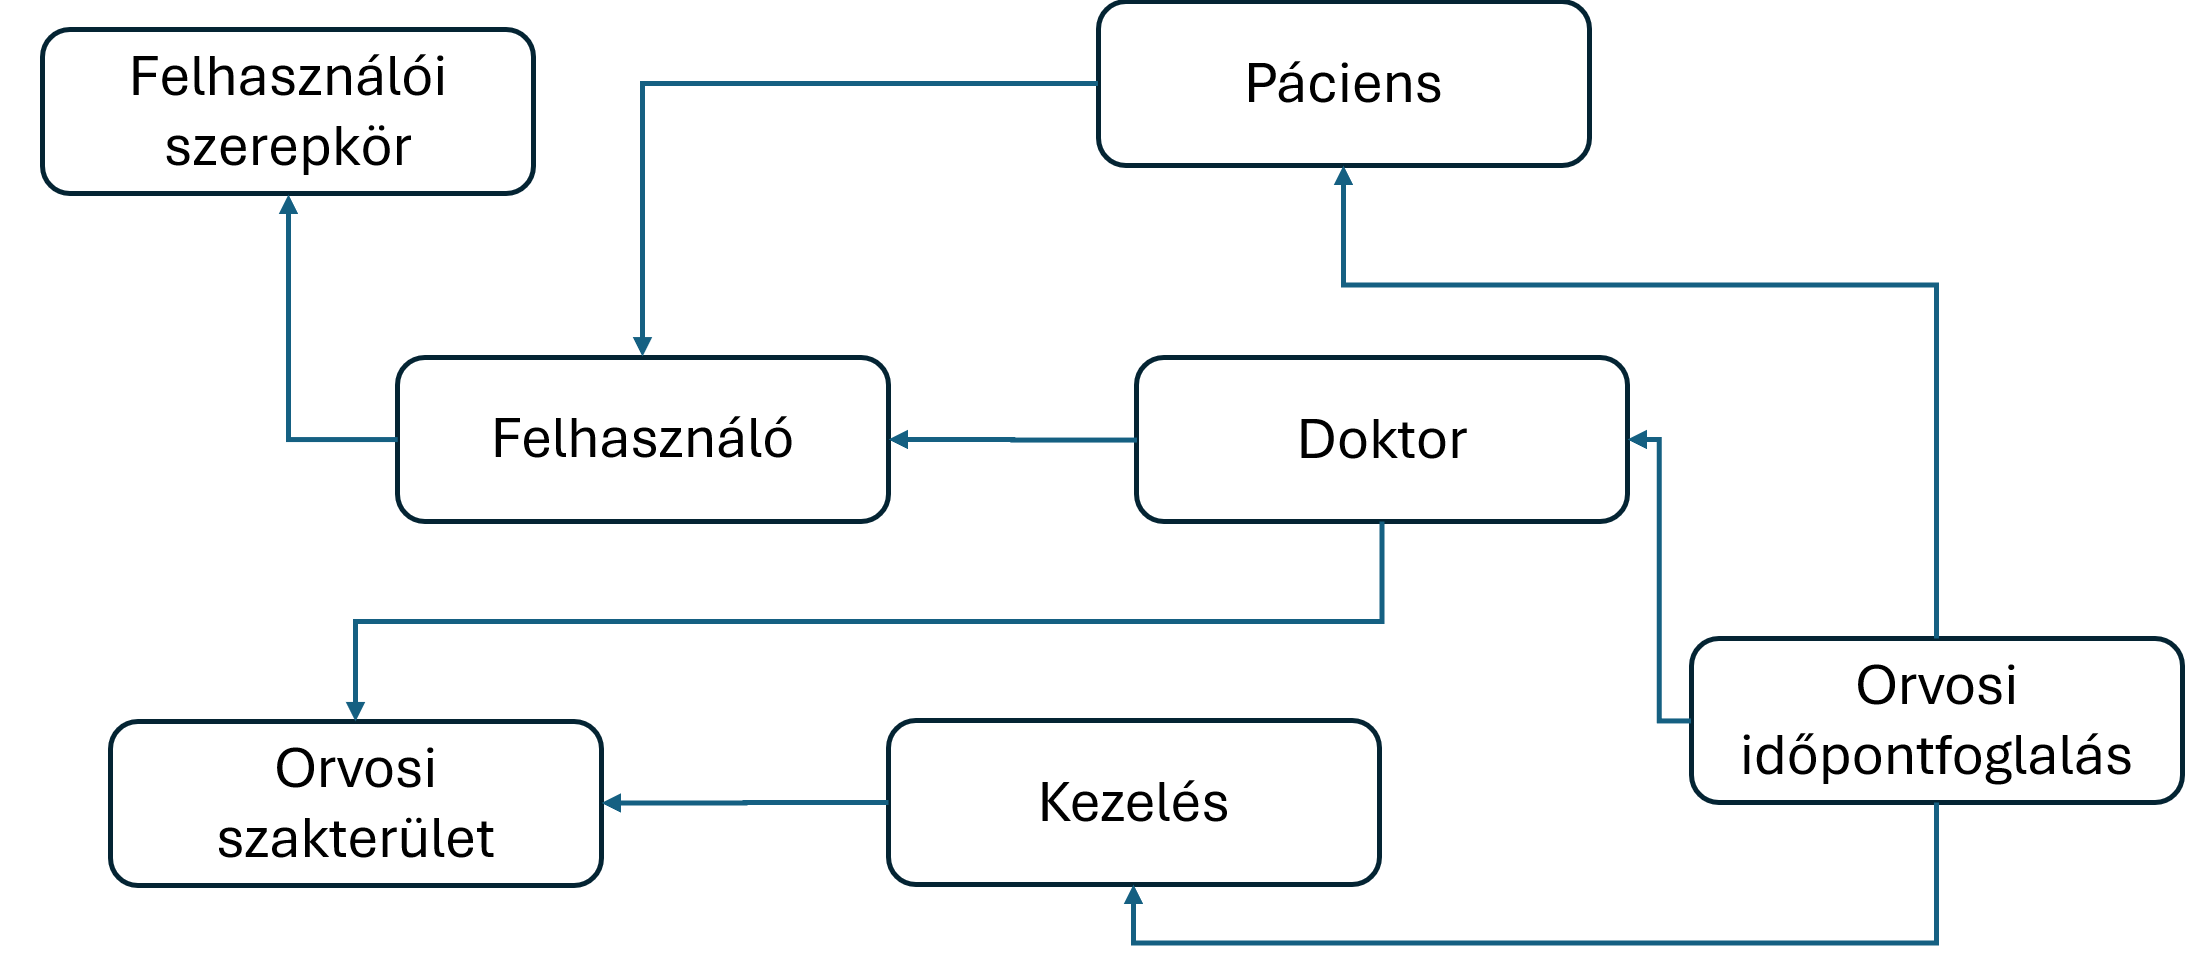 Felhasználói
szerepkör
Páciens
Felhasználó
Doktor
Orvosi
szakterület
Kezelés
Orvosi
időpontfoglalás